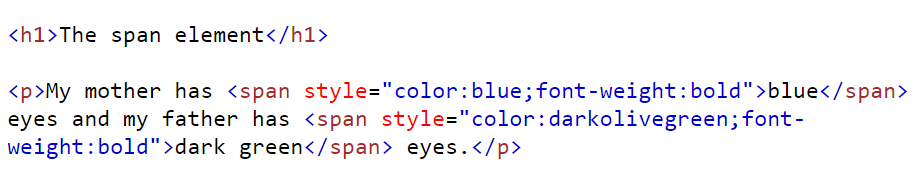 <h1>The span element</h1>
<p>My mother has <span style="color:blue;font-weight:bold">blue</span>
eyes and my father has <span style="color:darkolivegreen;font-
weight:bold">dark green</span> eyes.</p>